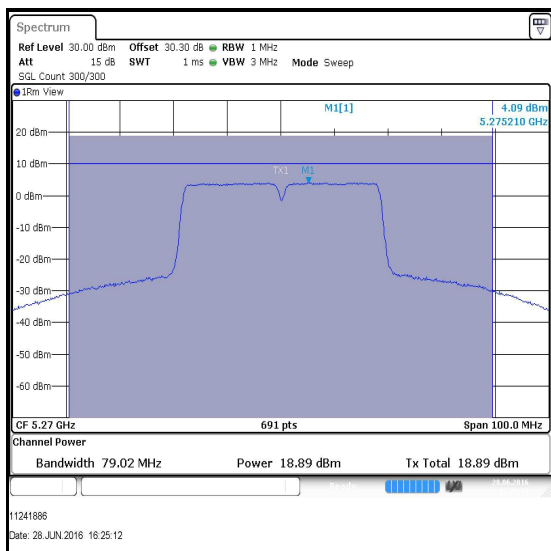 Spectrum
Ref Level 30.00 dBm Offset 30.30 dB RBW 1 MHz
Att 15 dB SWT 1 ms VBW 3 MHz Mode Sweep
SGL Count 300/300
1Rm View
M1[1] 4.09 dBm
5.275210 GHz
20 dBm
10 dBm
TX1 M1
0 dBm
-10 dBm
-20 dBm
-30 dBm
-40 dBm
-50 dBm
-60 dBm
CF 5.27 GHz 691 pts Span 100.0 MHz
Channel Power
Bandwidth 79.02 MHz Power 18.89 dBm Tx Total 18.89 dBm
28.06.2016
11241886
Date: 28.JUN.2016 16:25:12